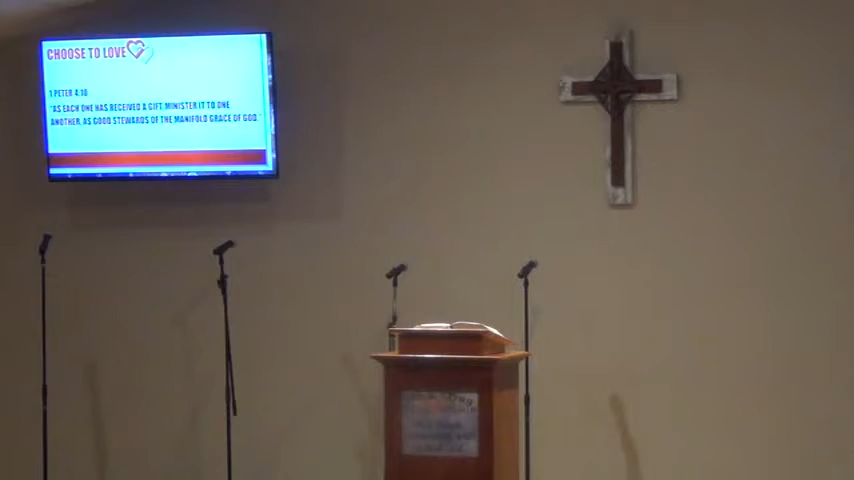 CHOOSE TO LOVE
1 PETER 4:10
"AS EACH ONE HAS RECEIVED A GIFT, MINISTER IT TO ONE
ANOTHER, AS GOOD STEWARDS OF THE MANIFOLD GRACE OF GOD."